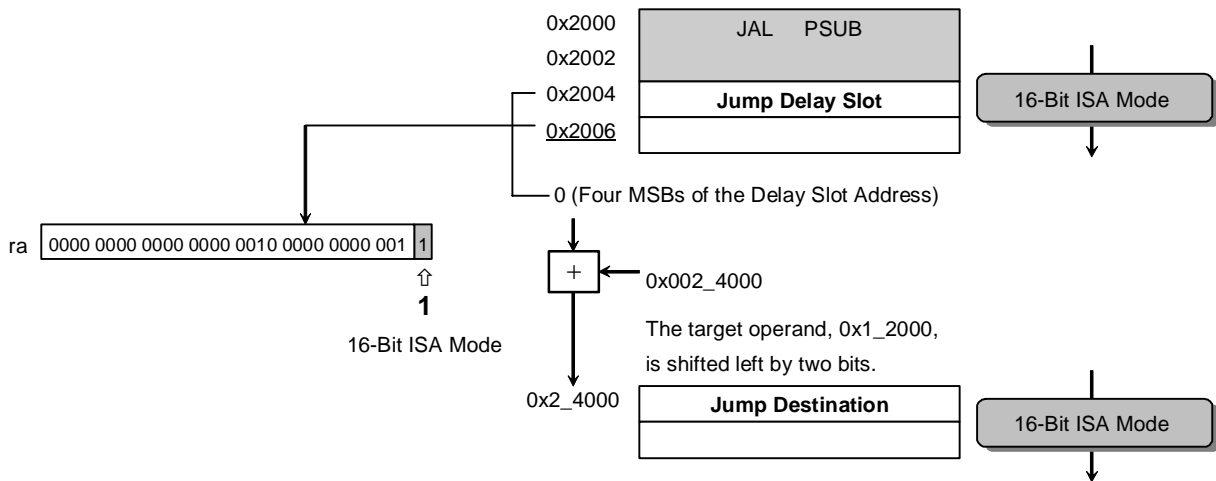 0x2000
JAL PSUB
0x2002
0x2004
Jump Delay Slot
16-Bit ISA Mode
0x2006
0 (Four MSBs of the Delay Slot Address)
ra 0000 0000 0000 0000 0010 0000 0000 001 1
+
0x002_4000
1
16-Bit ISA Mode
The target operand, 0x1_2000,
is shifted left by two bits.
0x2_4000
Jump Destination
16-Bit ISA Mode